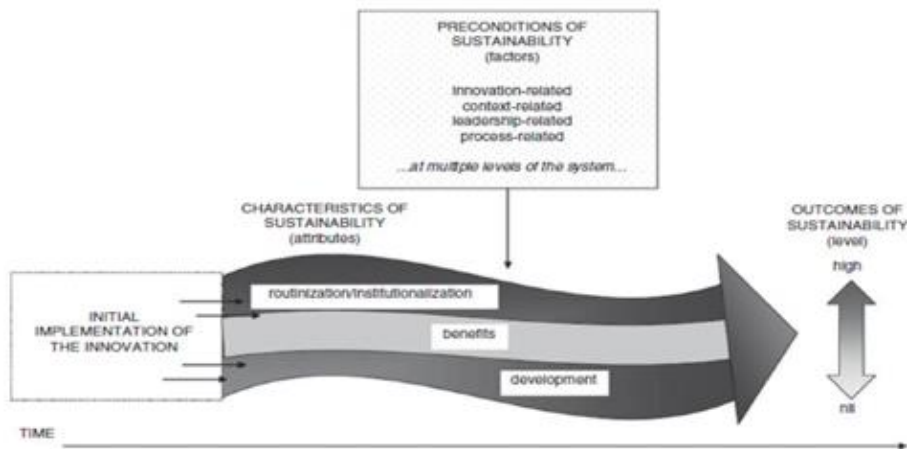 PRECONDITIONS OF
SUSTAINABILITY
(factors)
innovation-related
context-related
leadership-related
process-related
...at multiple levels of the system...
CHARACTERISTICS OF
SUSTAINABILITY
(attributes)
OUTCOMES OF
SUSTAINABILITY
(level)
high
routinization/institutionalization
INITIAL
IMPLEMENTATION OF
THE INNOVATION
benefits
development
nil
TIME